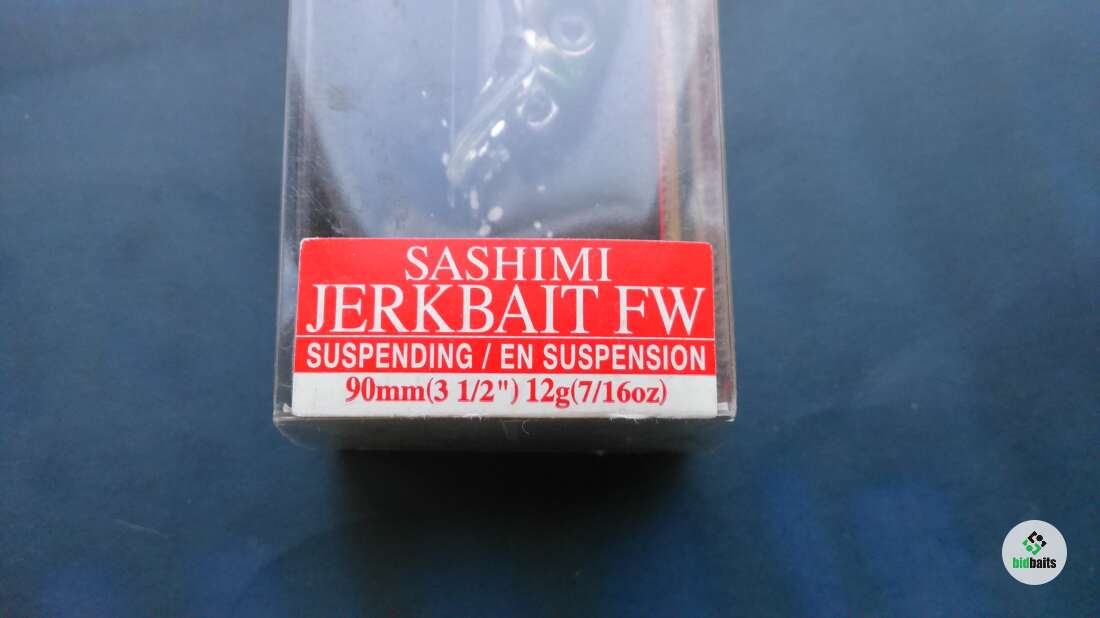 SASHIMI
JERKBAIT FW
SUSPENDING / EN SUSPENSION
90mm(3 1/2") 12g(7/16oz)
bidbaits